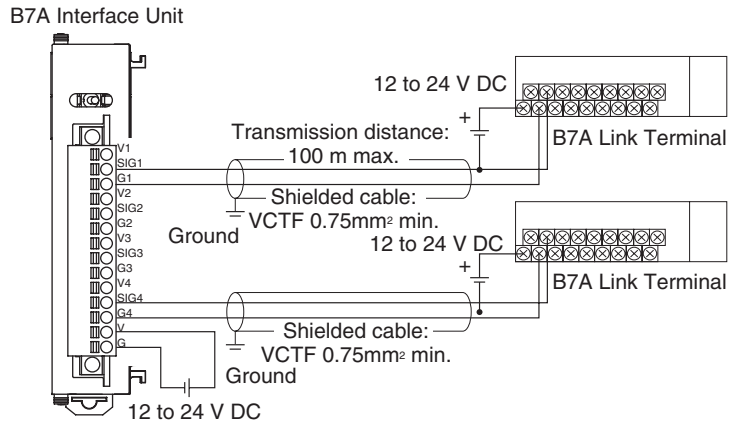 B7A Interface Unit
12 to 24 V DC
+
B7A Link Terminal
Transmission distance:
100 m max.
Shielded cable:
VCTF 0.75mm² min.
Ground
V1
SIG1
G1
V2
SIG2
G2
V3
SIG3
G3
V4
SIG4
G4
V
G
12 to 24 V DC
+
B7A Link Terminal
Shielded cable:
VCTF 0.75mm² min.
Ground
12 to 24 V DC